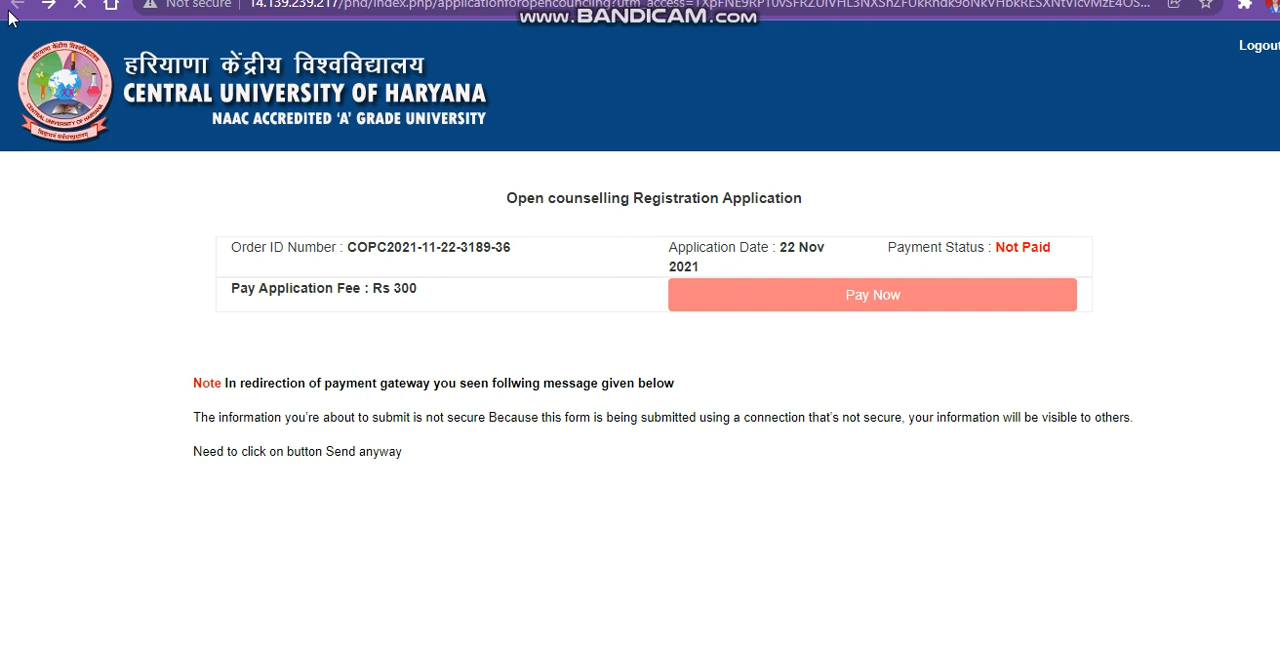 Not secure
www.BANDICAM.com
Logout
हरियाणा केंद्रीय विश्वविद्यालय
CENTRAL UNIVERSITY OF HARYANA
NAAC ACCREDITED ‘A’ GRADE UNIVERSITY
Open counselling Registration Application
Order ID Number : COPC2021-11-22-3189-36
Application Date : 22 Nov
2021
Payment Status : Not Paid
Pay Application Fee : Rs 300
Pay Now
Note In redirection of payment gateway you seen follwing message given below
The information you're about to submit is not secure Because this form is being submitted using a connection that's not secure, your information will be visible to others.
Need to click on button Send anyway